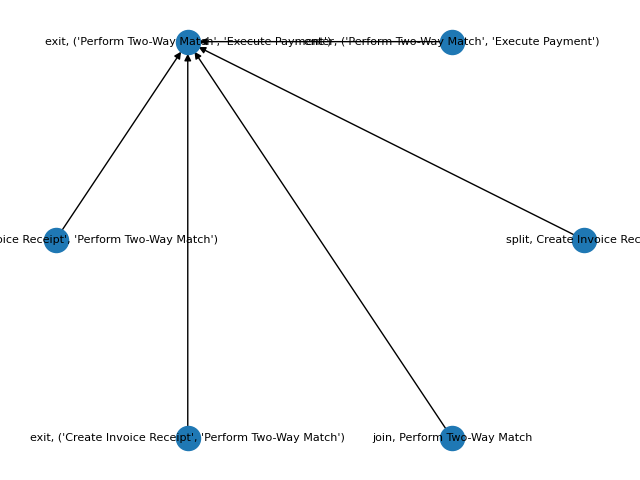 exit, ('Perform Two-Way Match', 'Execute Payment')
enter, ('Perform Two-Way Match', 'Execute Payment')
oice Receipt', 'Perform Two-Way Match')
split, Create Invoice Rec
exit, ('Create Invoice Receipt', 'Perform Two-Way Match')
join, Perform Two-Way Match